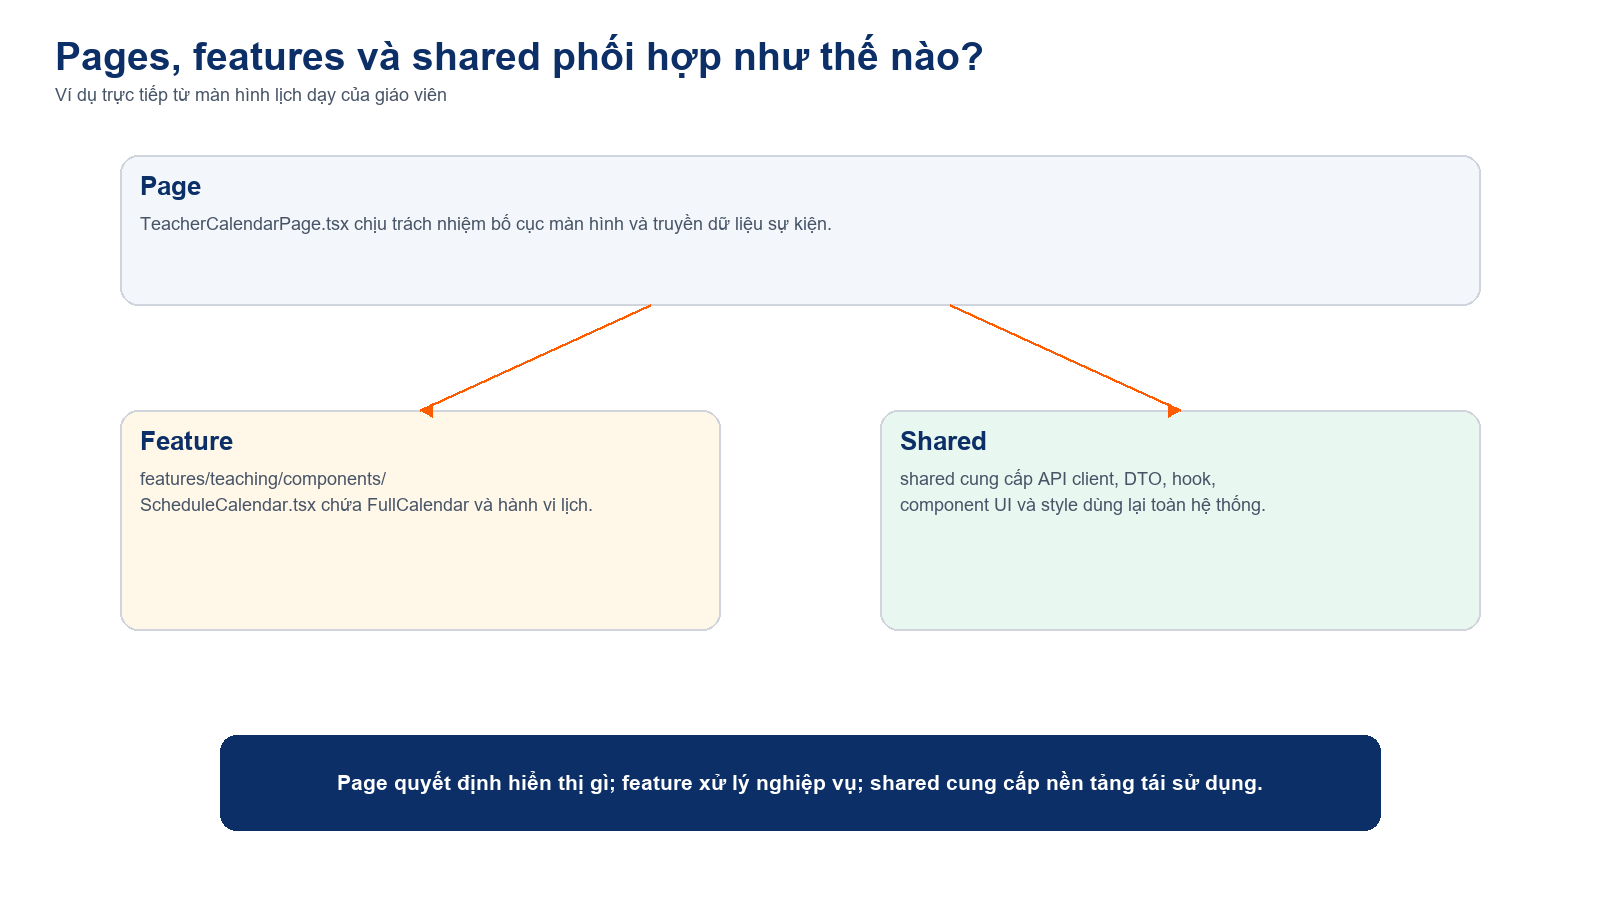 Pages, features và shared phối hợp như thế nào?
Ví dụ trực tiếp từ màn hình lịch dạy của giáo viên
Page
TeacherCalendarPage.tsx chịu trách nhiệm bố cục màn hình và truyền dữ liệu sự kiện.
Feature
features/teaching/components/
ScheduleCalendar.tsx chứa FullCalendar và hành vi lịch.
Shared
shared cung cấp API client, DTO, hook,
component UI và style dùng lại toàn hệ thống.
Page quyết định hiển thị gì; feature xử lý nghiệp vụ; shared cung cấp nền tảng tái sử dụng.